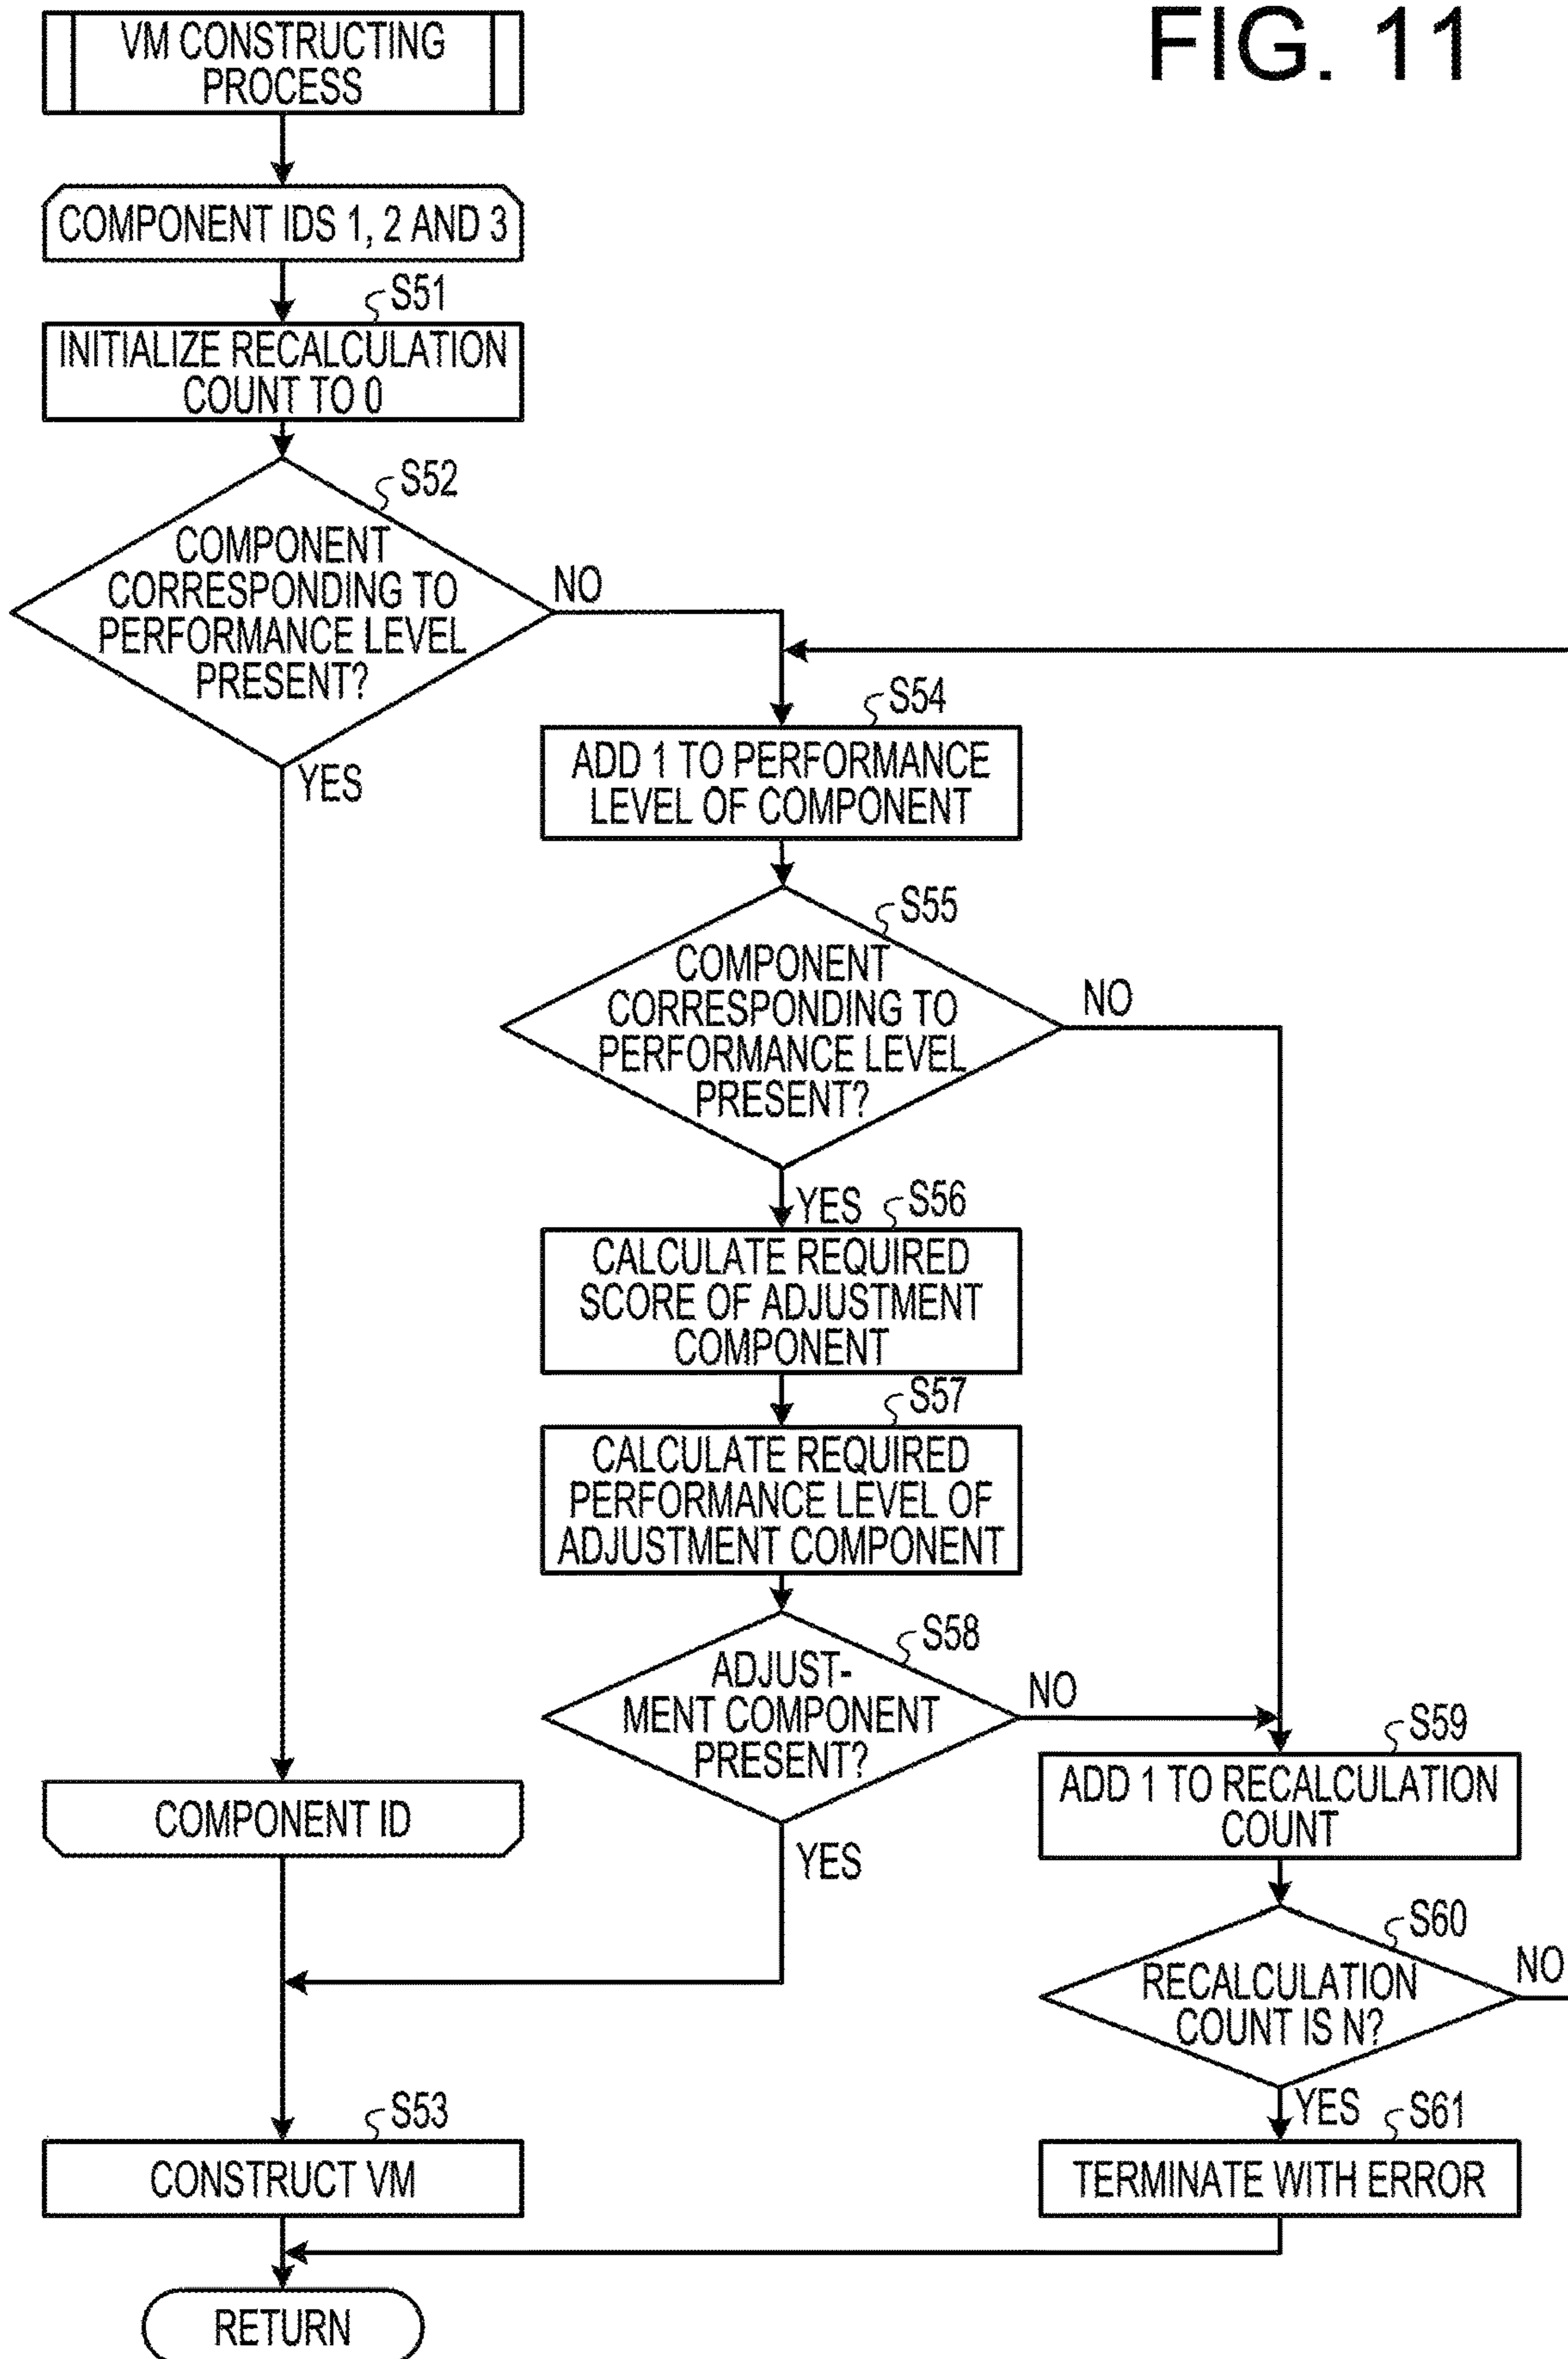 FIG. 11
VM CONSTRUCTING
PROCESS
COMPONENT IDS 1, 2 AND 3
S51
INITIALIZE RECALCULATION
COUNT TO 0
S52
COMPONENT
CORRESPONDING TO
PERFORMANCE LEVEL
PRESENT?
NO
YES
S54
ADD 1 TO PERFORMANCE
LEVEL OF COMPONENT
S55
COMPONENT
CORRESPONDING TO
PERFORMANCE LEVEL
PRESENT?
NO
YES
S56
CALCULATE REQUIRED
SCORE OF ADJUSTMENT
COMPONENT
S57
CALCULATE REQUIRED
PERFORMANCE LEVEL OF
ADJUSTMENT COMPONENT
S58
ADJUST-
MENT COMPONENT
PRESENT?
NO
YES
S59
ADD 1 TO RECALCULATION
COUNT
COMPONENT ID
S60
RECALCULATION
COUNT IS N?
NO
YES
S53
CONSTRUCT VM
S61
TERMINATE WITH ERROR
RETURN